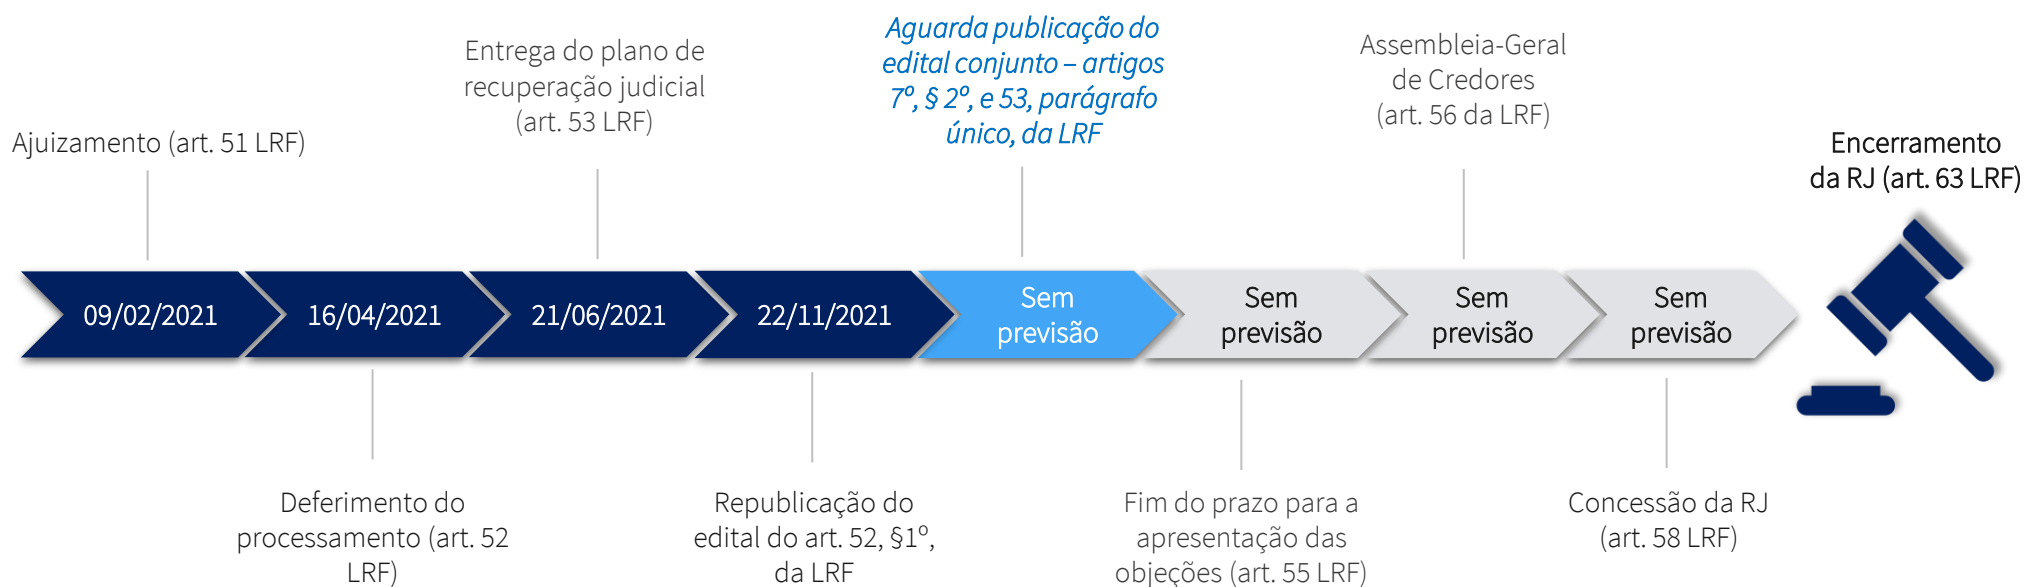 Ajuizamento (art. 51 LRF)
09/02/2021
16/04/2021
Deferimento do
processamento (art. 52
LRF)
Entrega do plano de
recuperação judicial
(art. 53 LRF)
21/06/2021
22/11/2021
Republicação do
edital do art. 52, §1º,
da LRF
Aguarda publicação do
edital conjunto – artigos
7º, § 2º, e 53, parágrafo
único, da LRF
Sem
previsão
Sem
previsão
Fim do prazo para a
apresentação das
objeções (art. 55 LRF)
Assembleia-Geral
de Credores
(art. 56 da LRF)
Sem
previsão
Sem
previsão
Concessão da RJ
(art. 58 LRF)
Encerramento
da RJ (art. 63 LRF)